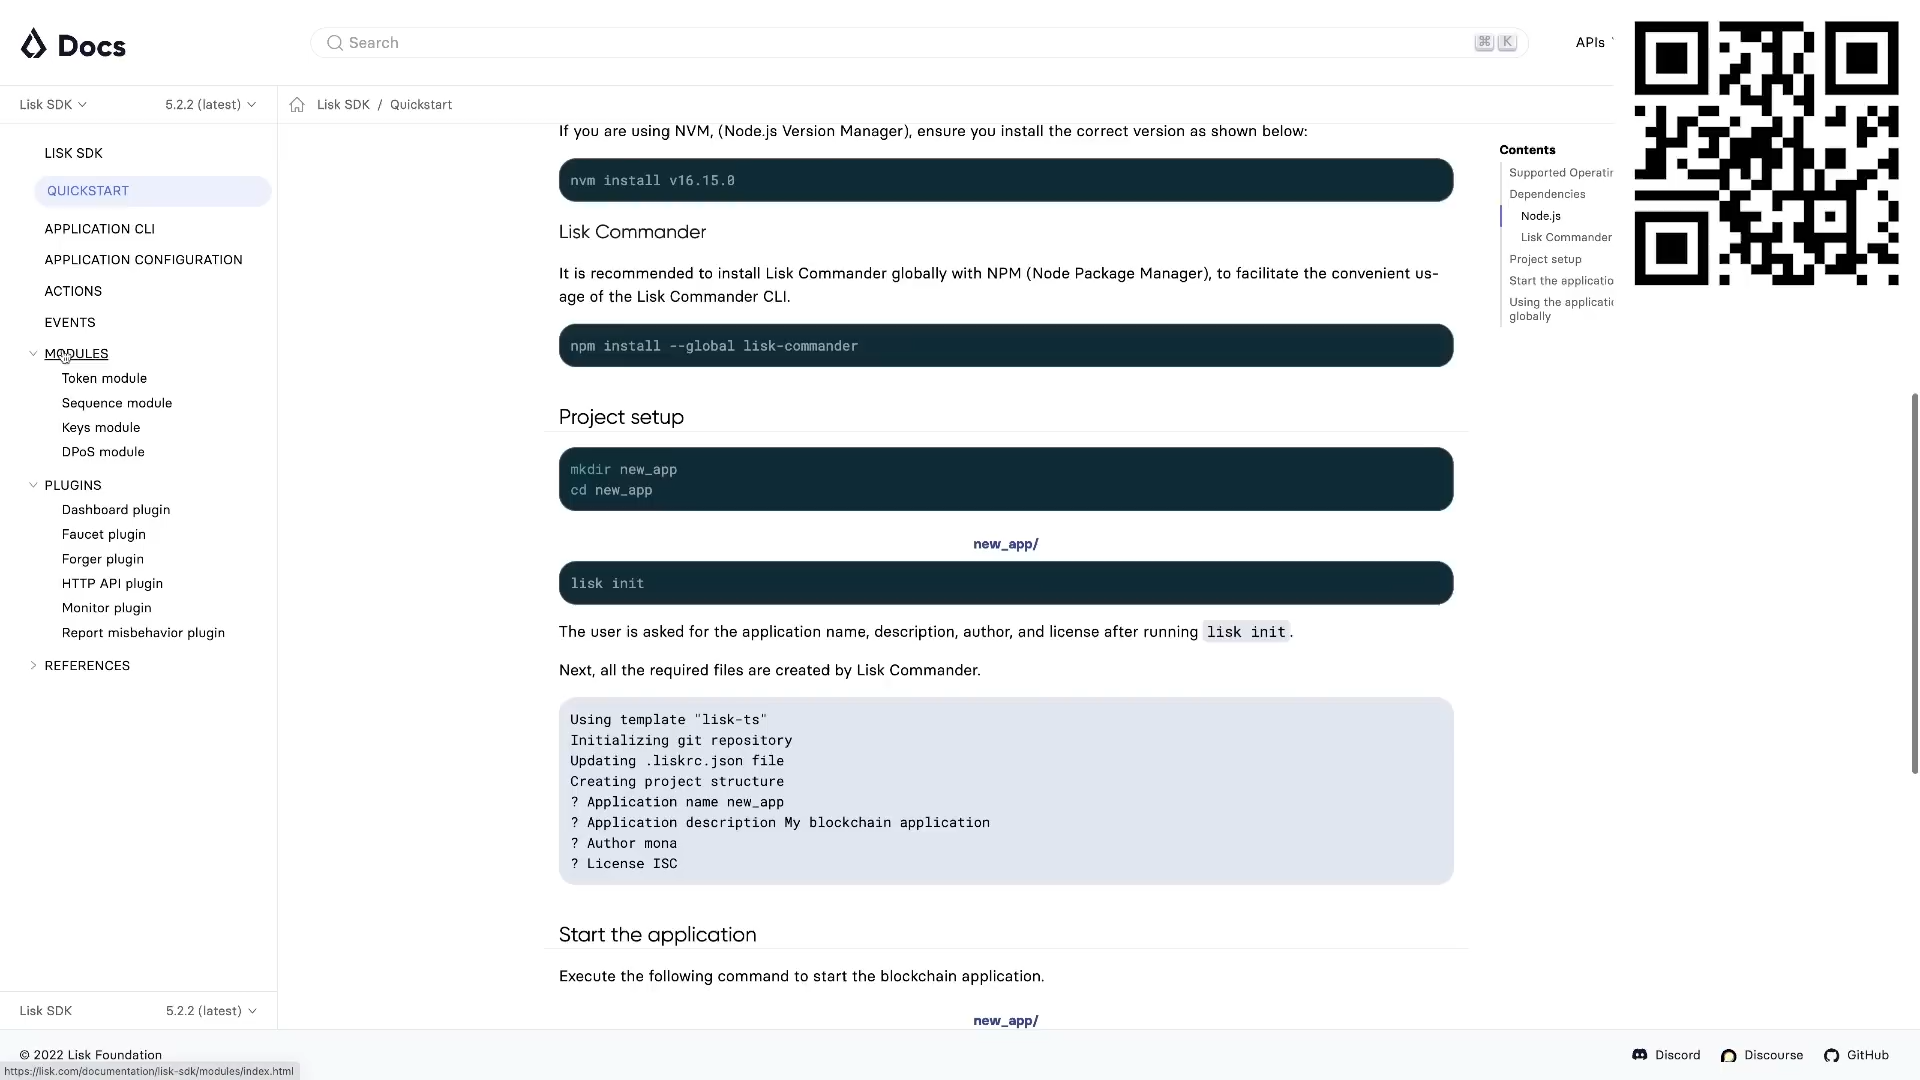 Docs
Search
⌘ K
APIs
Lisk SDK
5.2.2 (latest)
Lisk SDK / Quickstart
LISK SDK
QUICKSTART
APPLICATION CLI
APPLICATION CONFIGURATION
ACTIONS
EVENTS
MODULES
Token module
Sequence module
Keys module
DPoS module
PLUGINS
Dashboard plugin
Faucet plugin
Forger plugin
HTTP API plugin
Monitor plugin
Report misbehavior plugin
REFERENCES
Lisk SDK
5.2.2 (latest)
If you are using NVM, (Node.js Version Manager), ensure you install the correct version as shown below:
nvm install v16.15.0
Lisk Commander
It is recommended to install Lisk Commander globally with NPM (Node Package Manager), to facilitate the convenient us-
age of the Lisk Commander CLI.
npm install --global lisk-commander
Project setup
mkdir new_app
cd new_app
new_app/
lisk init
The user is asked for the application name, description, author, and license after running lisk init.
Next, all the required files are created by Lisk Commander.
Using template "lisk-ts"
Initializing git repository
Updating .liskrc.json file
Creating project structure
? Application name new_app
? Application description My blockchain application
? Author mona
? License ISC
Start the application
Execute the following command to start the blockchain application.
new_app/
Contents
Supported Operatin
Dependencies
Node.js
Lisk Commander
Project setup
Start the applicatio
Using the applicatio
globally
© 2022 Lisk Foundation
Discord
Discourse
GitHub
https://lisk.com/documentation/lisk-sdk/modules/index.html